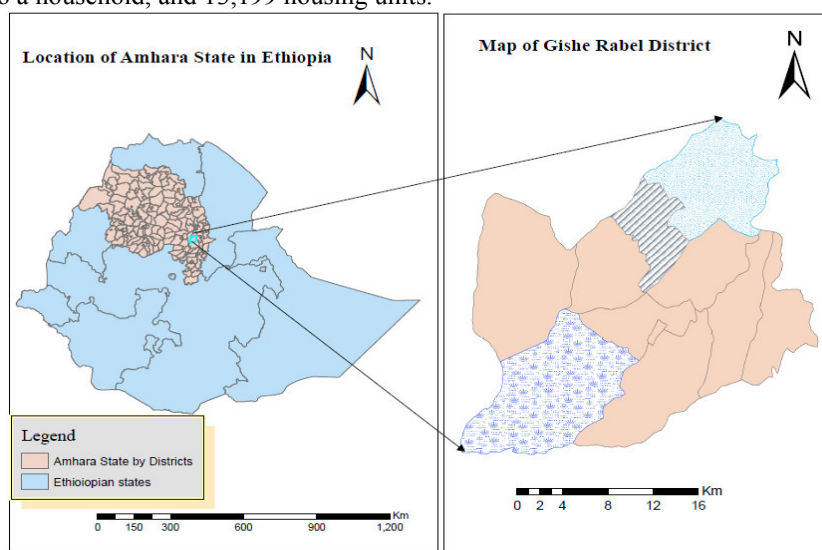 o a household, and 15,199 housing units.
Location of Amhara State in Ethiopia
N
Legend
Amhara State by Districts
Ethioiopian states
Km
0 150 300 600 900 1,200
Map of Gishe Rabel District
N
Km
0 2 4 8 12 16